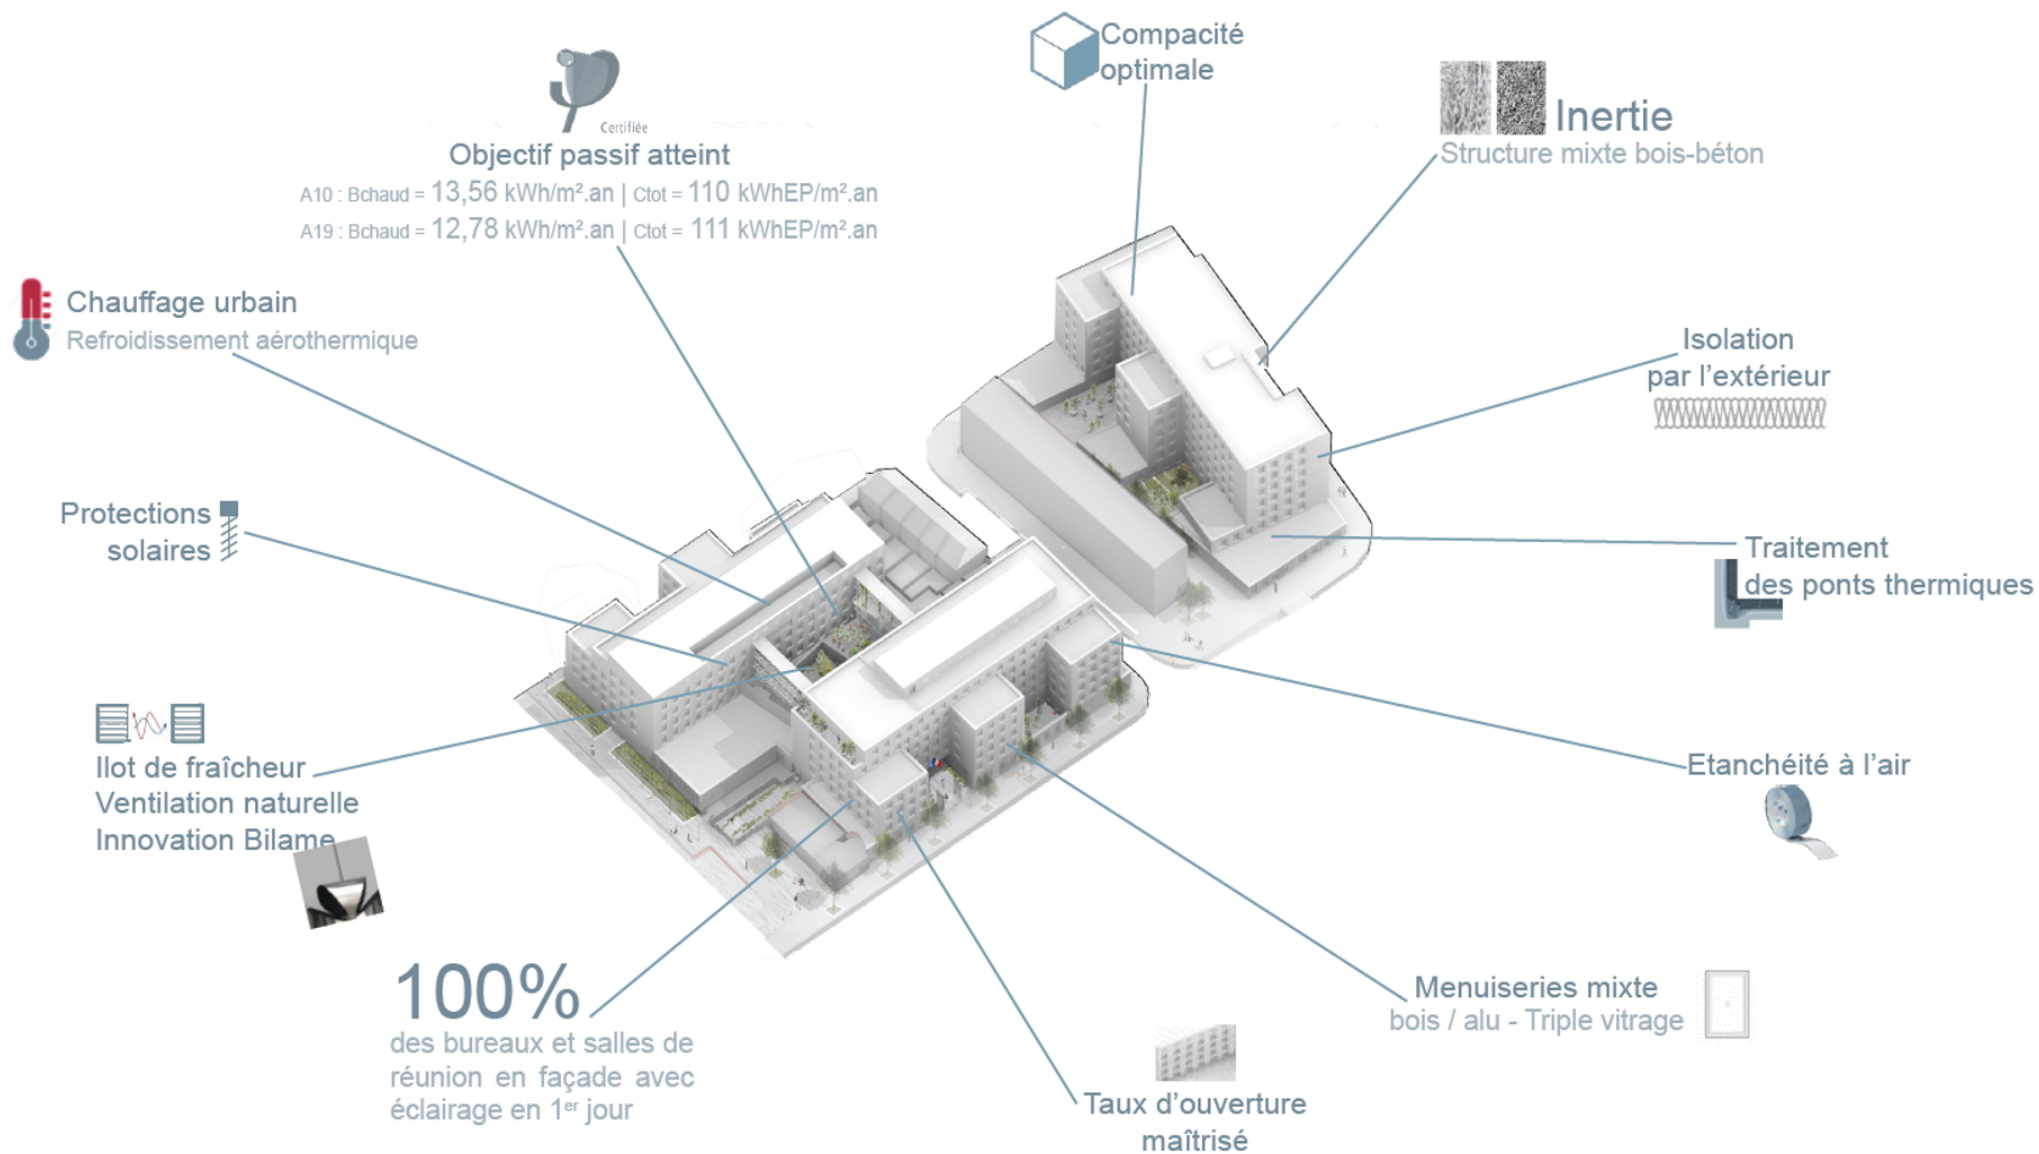 Compacité
optimale
Certifiée
Objectif passif atteint
A10 : Bchaud = 13,56 kWh/m².an | Ctot = 110 kWhEP/m².an
A19 : Bchaud = 12,78 kWh/m².an | Ctot = 111 kWhEP/m².an
Inertie
Structure mixte bois-béton
Chauffage urbain
Refroidissement aérothermique
Isolation
par l'extérieur
Protections
solaires
Traitement
des ponts thermiques
Ilot de fraîcheur
Ventilation naturelle
Innovation Bilame
Etanchéité à l'air
100%
des bureaux et salles de
réunion en façade avec
éclairage en 1er jour
Menuiseries mixte
bois / alu - Triple vitrage
Taux d'ouverture
maîtrisé